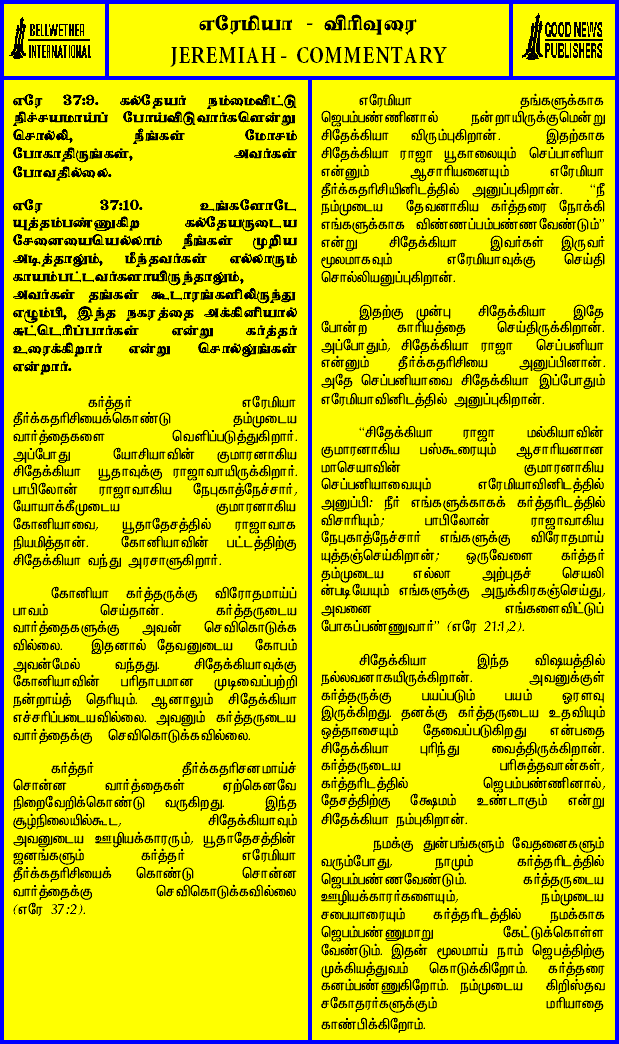 BELLWETHER
INTERNATIONAL
எரேமியா - விரிவுரை
JEREMIAH - COMMENTARY
GOOD NEWS
PUBLISHERS
எரே 37:9. கல்தேயர் நம்மைவிட்டு
நிச்சயமாய்ப் போய்விடுவார்களென்று
சொல்லி, நீங்கள் மோசம்
போகாதிருங்கள், அவர்கள்
போவதில்லை.
எரே 37:10. உங்களோடே
யுத்தம்பண்ணுகிற கல்தேயருடைய
சேனையையெல்லாம் நீங்கள் முறிய
அடித்தாலும், மீந்தவர்கள் எல்லாரும்
காயம்பட்டவர்களாயிருந்தாலும்,
அவர்கள் தங்கள் கூடாரங்களிலிருந்து
எழும்பி, இந்த நகரத்தை அக்கினியால்
சுட்டெரிப்பார்கள் என்று கர்த்தர்
உரைக்கிறார் என்று சொல்லுங்கள்
என்றார்.
கர்த்தர் எரேமியா
தீர்க்கதரிசியைக்கொண்டு தம்முடைய
வார்த்தைகளை வெளிப்படுத்துகிறார்.
அப்போது யோசியாவின் குமாரனாகிய
சிதேக்கியா யூதாவுக்கு ராஜாவாயிருக்கிறார்.
பாபிலோன் ராஜாவாகிய நேபுகாத்நேச்சார்,
யோயாக்கீமுடைய குமாரனாகிய
கோனியாவை, யூதாதேசத்தில் ராஜாவாக
நியமித்தான். கோனியாவின் பட்டத்திற்கு
சிதேக்கியா வந்து அரசாளுகிறார்.
கோனியா கர்த்தருக்கு விரோதமாய்ப்
பாவம் செய்தான். கர்த்தருடைய
வார்த்தைகளுக்கு அவன் செவிகொடுக்க
வில்லை. இதனால் தேவனுடைய கோபம்
அவன்மேல் வந்தது. சிதேக்கியாவுக்கு
கோனியாவின் பரிதாபமான முடிவைப்பற்றி
நன்றாய்த் தெரியும். ஆனாலும் சிதேக்கியா
எச்சரிப்படையவில்லை. அவனும் கர்த்தருடைய
வார்த்தைக்கு செவிகொடுக்கவில்லை.
கர்த்தர் தீர்க்கதரிசனமாய்ச்
சொன்ன வார்த்தைகள் ஏற்கெனவே
நிறைவேறிக்கொண்டு வருகிறது. இந்த
சூழ்நிலையில்கூட, சிதேக்கியாவும்
அவனுடைய ஊழியக்காரரும், யூதாதேசத்தின்
ஜனங்களும் கர்த்தர் எரேமியா
தீர்க்கதரிசியைக் கொண்டு சொன்ன
வார்த்தைக்கு செவிகொடுக்கவில்லை
(எரே 37:2).
எரேமியா தங்களுக்காக
ஜெபம்பண்ணினால் நன்றாயிருக்குமென்று
சிதேக்கியா விரும்புகிறான். இதற்காக
சிதேக்கியா ராஜா யூகாலையும் செப்பானியா
என்னும் ஆசாரியனையும் எரேமியா
தீர்க்கதரிசியினிடத்தில் அனுப்புகிறான். “நீ
நம்முடைய தேவனாகிய கர்த்தரை நோக்கி
எங்களுக்காக விண்ணப்பம்பண்ணவேண்டும்”
என்று சிதேக்கியா இவர்கள் இருவர்
மூலமாகவும் எரேமியாவுக்கு செய்தி
சொல்லியனுப்புகிறான்.
இதற்கு முன்பு சிதேக்கியா இதே
போன்ற காரியத்தை செய்திருக்கிறான்.
அப்போதும், சிதேக்கியா ராஜா செப்பனியா
என்னும் தீர்க்கதரிசியை அனுப்பினான்.
அதே செப்பனியாவை சிதேக்கியா இப்போதும்
எரேமியாவினிடத்தில் அனுப்புகிறான்.
“சிதேக்கியா ராஜா மல்கியாவின்
குமாரனாகிய பஸ்கூரையும் ஆசாரியனான
மாசெயாவின் குமாரனாகிய
செப்பனியாவையும் எரேமியாவினிடத்தில்
அனுப்பி: நீர் எங்களுக்காகக் கர்த்தரிடத்தில்
விசாரியும்; பாபிலோன் ராஜாவாகிய
நேபுகாத்நேச்சார் எங்களுக்கு விரோதமாய்
யுத்தஞ்செய்கிறான்; ஒருவேளை கர்த்தர்
தம்முடைய எல்லா அற்புதச் செயலி
ன்படியேயும் எங்களுக்கு அநுக்கிரகஞ்செய்து,
அவனை எங்களைவிட்டுப்
போகப்பண்ணுவார்” (எரே 21:1,2).
சிதேக்கியா இந்த விஷயத்தில்
நல்லவனாகயிருக்கிறான். அவனுக்குள்
கர்த்தருக்கு பயப்படும் பயம் ஓரளவு
இருக்கிறது. தனக்கு கர்த்தருடைய உதவியும்
ஒத்தாசையும் தேவைப்படுகிறது என்பதை
சிதேக்கியா புரிந்து வைத்திருக்கிறான்.
கர்த்தருடைய பரிசுத்தவான்கள்,
கர்த்தரிடத்தில் ஜெபம்பண்ணினால்,
தேசத்திற்கு க்ஷேமம் உண்டாகும் என்று
சிதேக்கியா நம்புகிறான்.
நமக்கு துன்பங்களும் வேதனைகளும்
வரும்போது, நாமும் கர்த்தரிடத்தில்
ஜெபம்பண்ணவேண்டும். கர்த்தருடைய
ஊழியக்காரர்களையும், நம்முடைய
சபையாரையும் கர்த்தரிடத்தில் நமக்காக
ஜெபம்பண்ணுமாறு கேட்டுக்கொள்ள
வேண்டும். இதன் மூலமாய் நாம் ஜெபத்திற்கு
முக்கியத்துவம் கொடுக்கிறோம். கர்த்தரை
கனம்பண்ணுகிறோம். நம்முடைய கிறிஸ்தவ
சகோதரர்களுக்கும் மரியாதை
காண்பிக்கிறோம்.